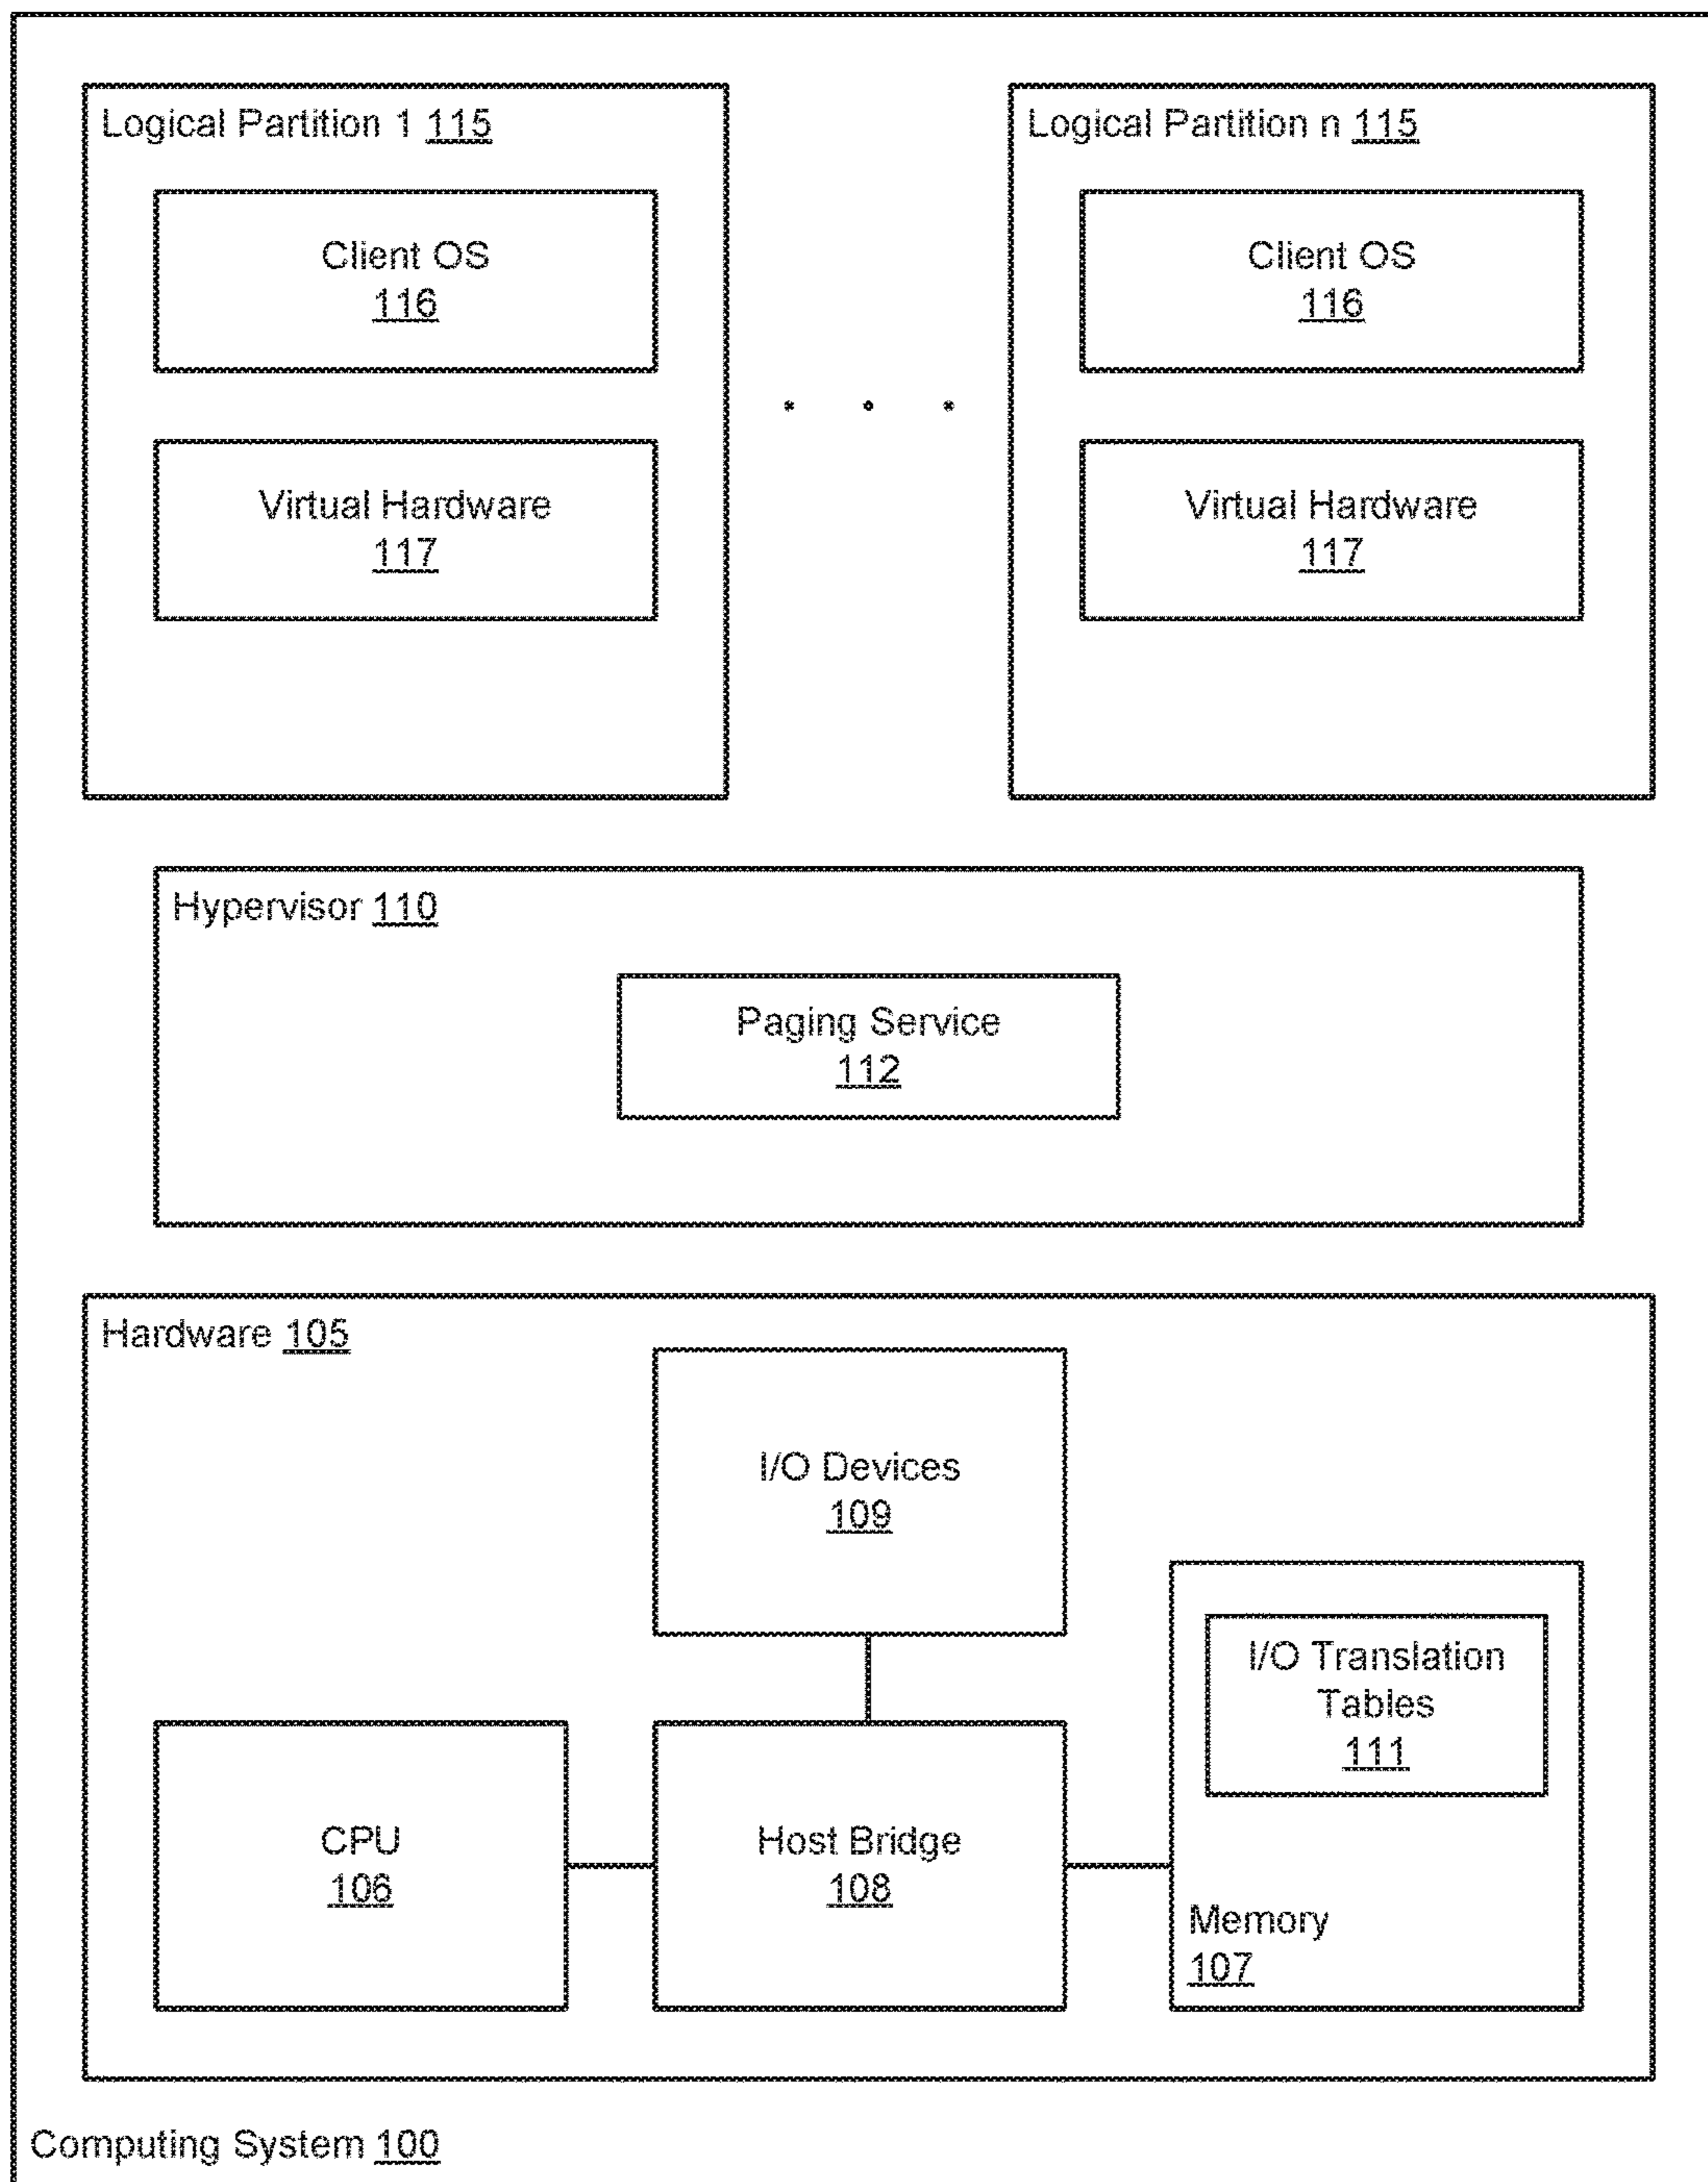 Logical Partition 1 115
Client OS
116
Virtual Hardware
117
. . .
Logical Partition n 115
Client OS
116
Virtual Hardware
117
Hypervisor 110
Paging Service
112
Hardware 105
I/O Devices
109
I/O Translation
Tables
111
CPU
106
Host Bridge
108
Memory
107
Computing System 100